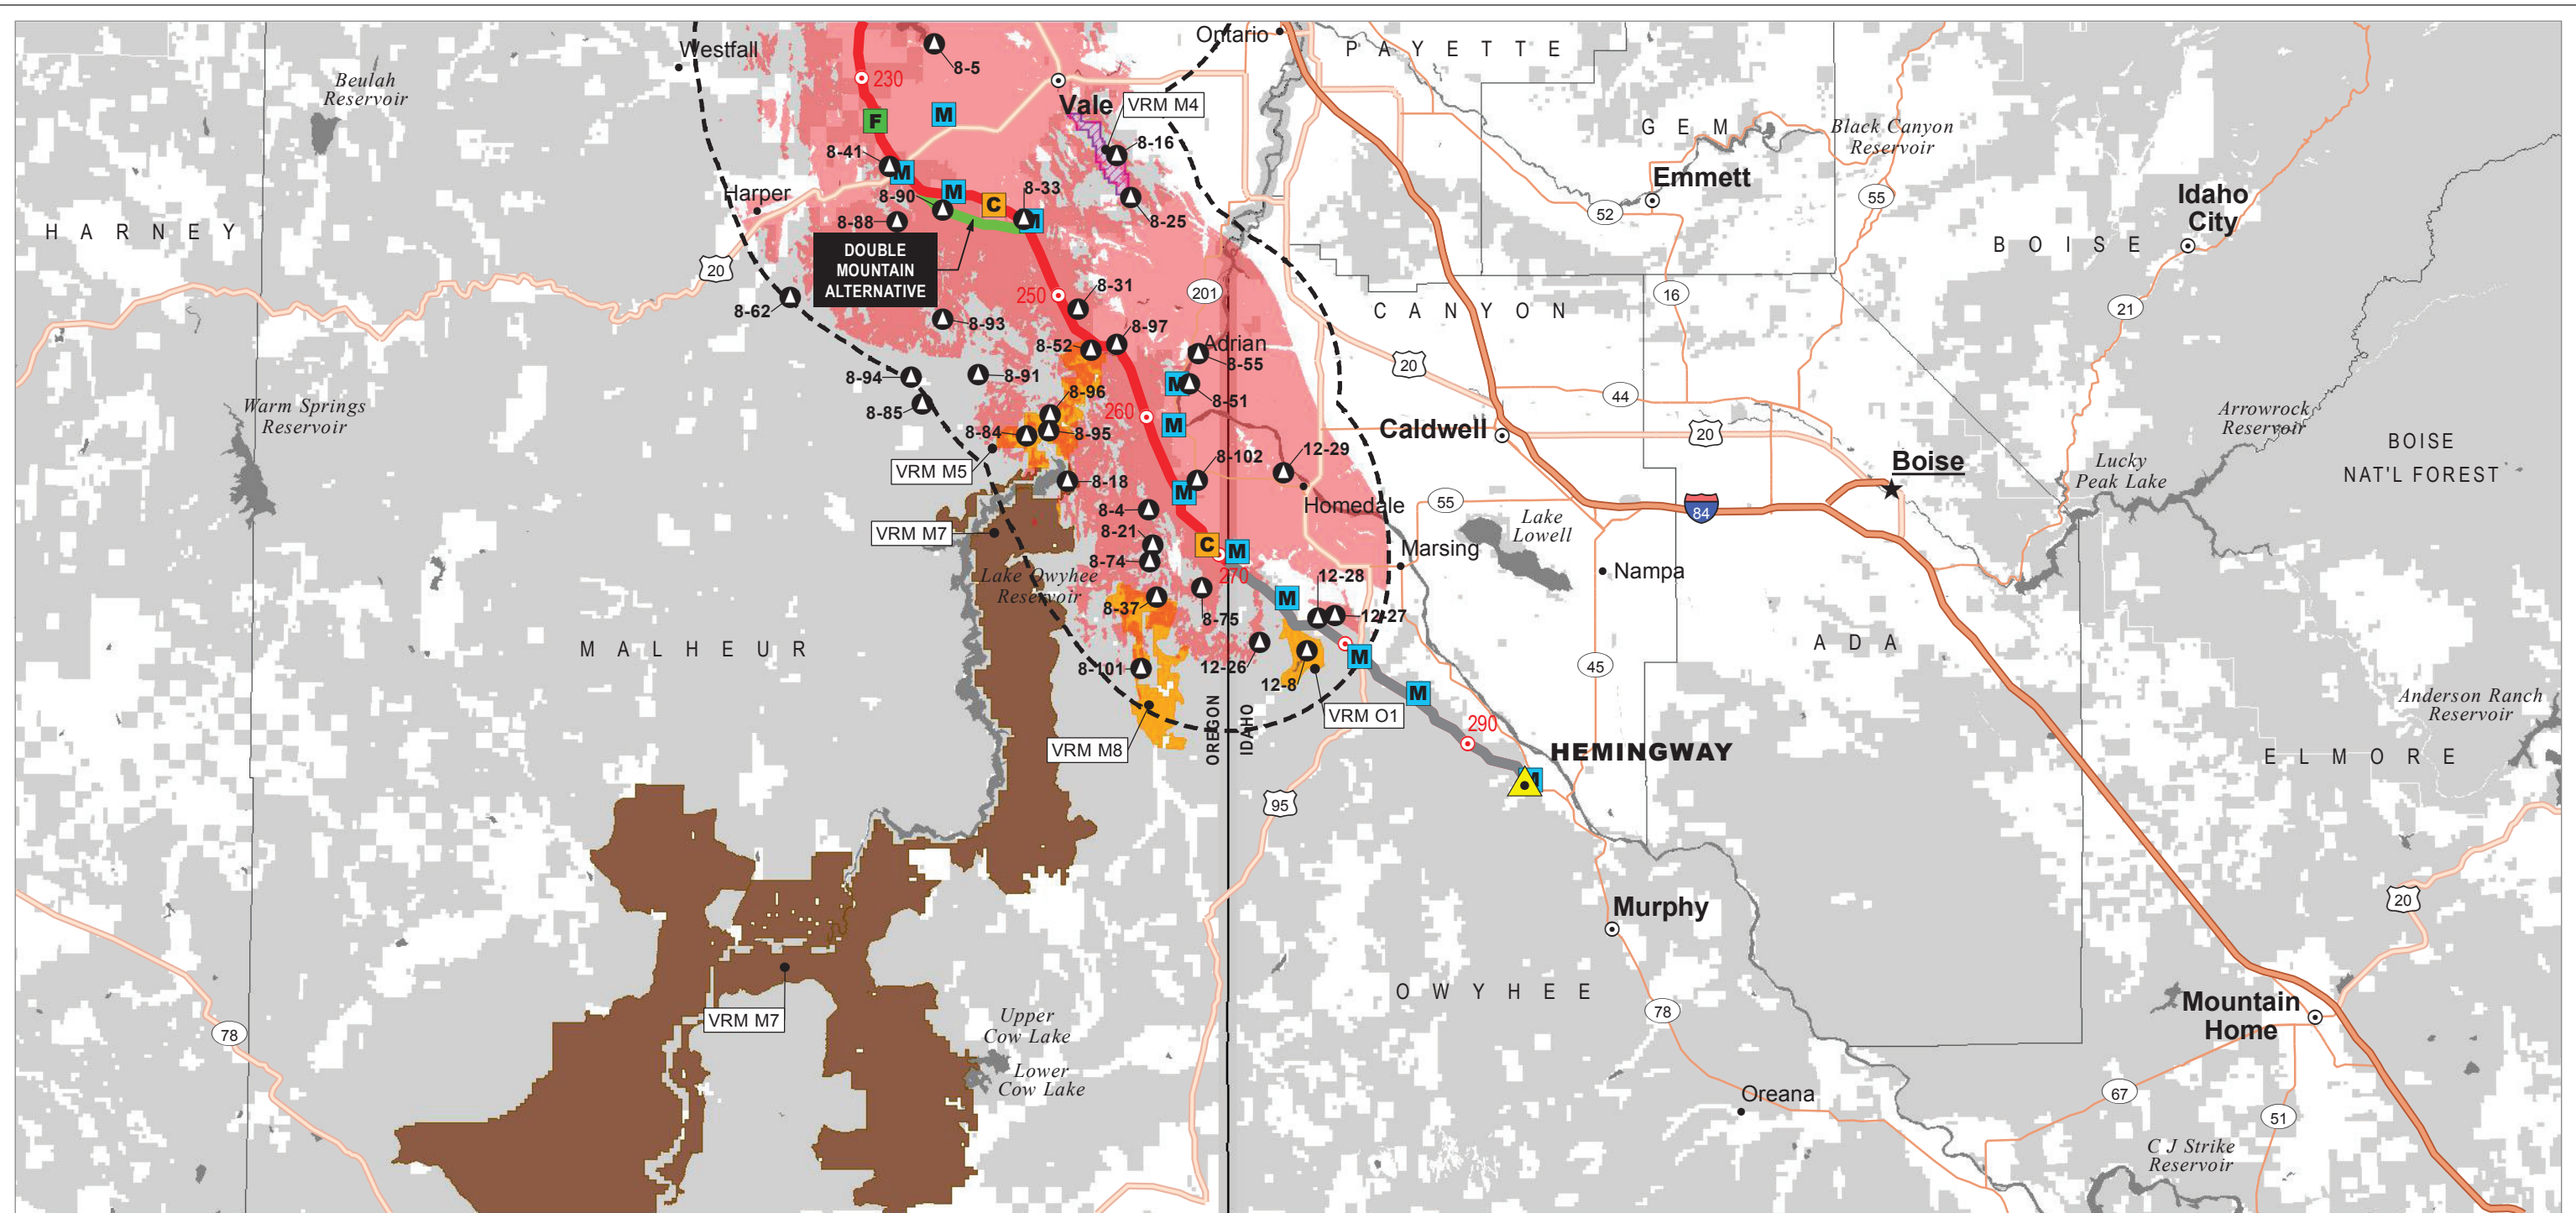 Westfall
Beulah
Reservoir
230
8-5
Ontario
P A Y E T T E
Vale
VRM M4
M
F
8-41
M
8-16
G E M
Black Canyon
Reservoir
Emmett
52
55
Idaho
City
H A R N E Y
Harper
M
8-90
C
8-33
M
8-25
8-88
DOUBLE
MOUNTAIN
ALTERNATIVE
B O I S E
20
8-62
250
8-31
201
C A N Y O N
16
21
8-93
8-97
8-52
Adrian
8-55
20
8-94
8-91
M
8-51
44
8-85
8-96
260
M
Warm Springs
Reservoir
8-84
8-95
Caldwell
20
Arrowrock
Reservoir
BOISE
NAT'L FOREST
VRM M5
8-102
12-29
Boise
Lucky
Peak Lake
8-18
M
Homedale
55
84
8-4
Lake
Lowell
VRM M7
8-21
C
M
Marsing
8-74
270
Nampa
Lake Owyhee
Reservoir
12-28
8-37
M
8-75
12-27
M A L H E U R
A D A
8-101
12-26
M
45
12-8
OREGON
IDAHO
M
VRM O1
290
Anderson Ranch
Reservoir
VRM M8
HEMINGWAY
E L M O R E
M
95
20
Murphy
VRM M7
O W Y H E E
78
Mountain
Home
Upper
Cow Lake
78
Lower
Cow Lake
Oreana
67
51
C J Strike
Reservoir